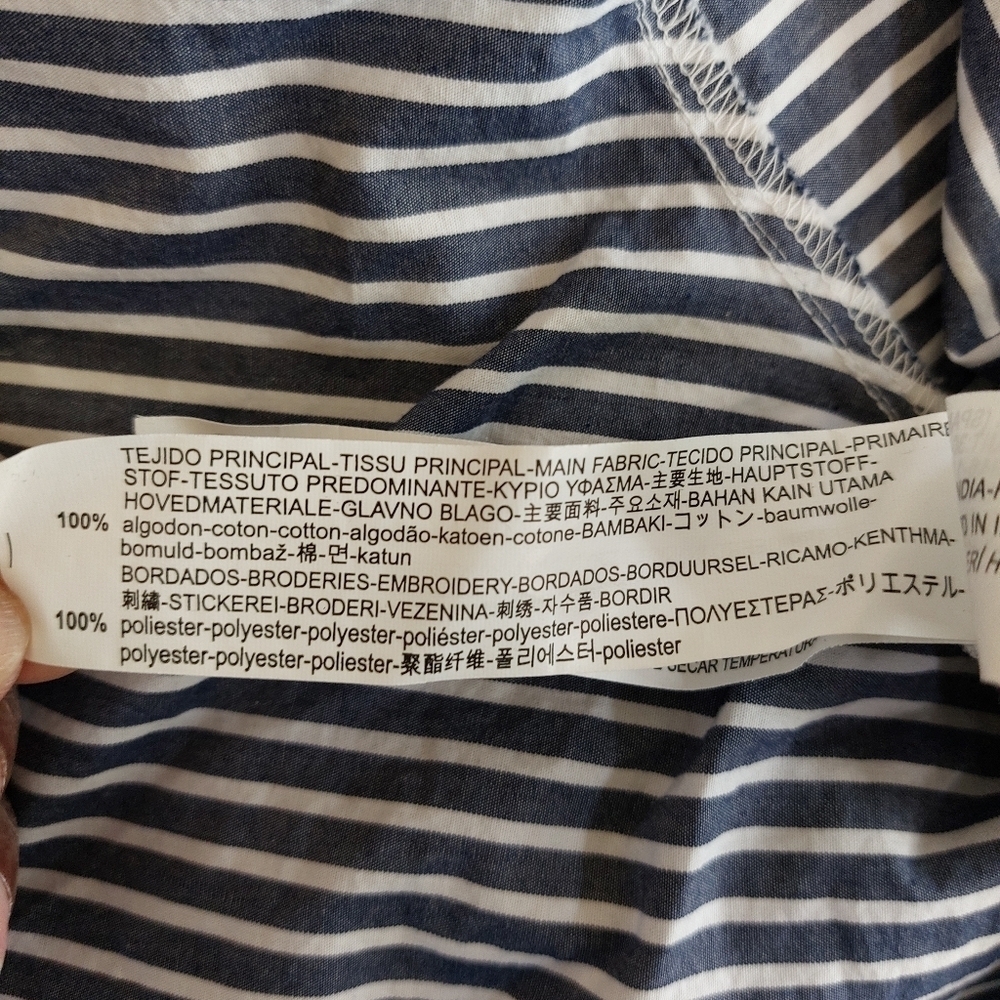 TEJIDO PRINCIPAL-TISSU PRINCIPAL-MAIN FABRIC-TECIDO PRINCIPAL-PRIMAIRE
STOF-TESSUTO PREDOMINANTE-ΚΥΡΙΟ ΥΦΑΣΜΑ-主要生地-HAUPTSTOFF-
HOVEDMATERIALE-GLAVNO BLAGO-主要面料-주요소재-BAHAN KAIN UTAMA
100% algodon-coton-cotton-algodão-katoen-cotone-BAMBAKI-コットン-baumwolle-
bomuld-bombaž-棉-면-katun
BORDADOS-BRODERIES-EMBROIDERY-BORDADOS-BORDUURSEL-RICAMO-ΚΕΝΤΗΜΑ-
刺繡-STICKEREI-BRODERI-VEZENINA-刺绣-자수품-BORDIR
100% poliester-polyester-polyester-poliéster-polyester-poliestere-ΠΟΛΥΕΣΤΕΡΑΣ-ポリエステル-
polyester-polyester-poliester-聚酯纤维-폴리에스터-poliester
SECAR TEMPERATUR